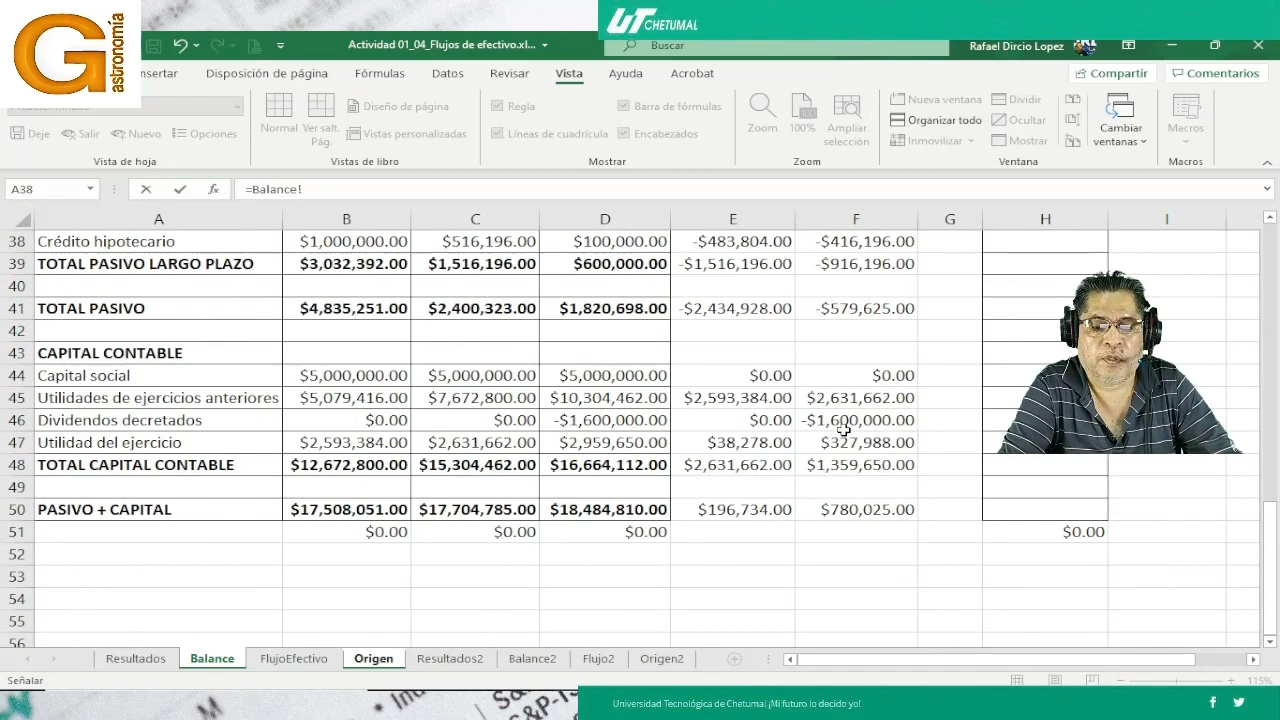 G
astronomía
UT CHETUMAL
Actividad 01_04_Flujos de efectivo.xl...
Buscar
Rafael Dircio Lopez
nsertar
Disposición de página
Fórmulas
Datos
Revisar
Vista
Ayuda
Acrobat
Compartir
Comentarios
Deje
Salir
Nuevo
Opciones
Vista de hoja
Normal
Ver salt. Pág.
Diseño de página
Vistas personalizadas
Vistas de libro
Regla
Barra de fórmulas
Líneas de cuadrícula
Encabezados
Mostrar
Zoom
100%
Ampliar selección
Zoom
Nueva ventana
Organizar todo
Inmovilizar
Dividir
Ocultar
Mostrar
Cambiar ventanas
Ventana
Macros
Macros
A38
fx
=Balance!
A B C D E F G H I
38 Crédito hipotecario $1,000,000.00 $516,196.00 $100,000.00 -$483,804.00 -$416,196.00
39 TOTAL PASIVO LARGO PLAZO $3,032,392.00 $1,516,196.00 $600,000.00 -$1,516,196.00 -$916,196.00
40
41 TOTAL PASIVO $4,835,251.00 $2,400,323.00 $1,820,698.00 -$2,434,928.00 -$579,625.00
42
43 CAPITAL CONTABLE
44 Capital social $5,000,000.00 $5,000,000.00 $5,000,000.00 $0.00 $0.00
45 Utilidades de ejercicios anteriores $5,079,416.00 $7,672,800.00 $10,304,462.00 $2,593,384.00 $2,631,662.00
46 Dividendos decretados $0.00 $0.00 -$1,600,000.00 $0.00 -$1,600,000.00
47 Utilidad del ejercicio $2,593,384.00 $2,631,662.00 $2,959,650.00 $38,278.00 $327,988.00
48 TOTAL CAPITAL CONTABLE $12,672,800.00 $15,304,462.00 $16,664,112.00 $2,631,662.00 $1,359,650.00
49
50 PASIVO + CAPITAL $17,508,051.00 $17,704,785.00 $18,484,810.00 $196,734.00 $780,025.00
51 $0.00 $0.00 $0.00 $0.00
52
53
54
55
56
Resultados
Balance
FlujoEfectivo
Origen
Resultados2
Balance2
Flujo2
Origen2
Señalar
115%
Universidad Tecnológica de Chetumal ¡Mi futuro lo decido yo!